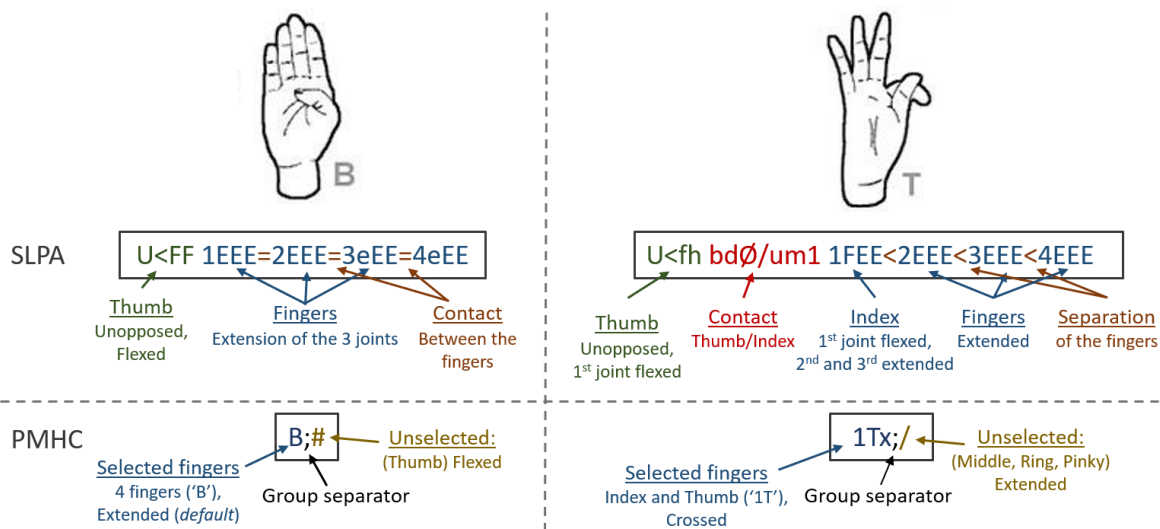 B
T
SLPA
U<FF 1EEE=2EEE=3eEE=4eEE
Thumb
Unopposed,
Flexed
Fingers
Extension of the 3 joints
Contact
Between the
fingers
U<fh bdØ/um1 1FEE<2EEE<3EEE<4EEE
Thumb
Unopposed,
1st joint flexed
Contact
Thumb/Index
Index
1st joint flexed,
2nd and 3rd extended
Fingers
Extended
Separation
of the fingers
PMHC
B;#
Selected fingers
4 fingers (‘B’),
Extended (default)
Group separator
Unselected:
(Thumb) Flexed
1Tx;/
Selected fingers
Index and Thumb (‘1T’),
Crossed
Group separator
Unselected:
(Middle, Ring, Pinky)
Extended